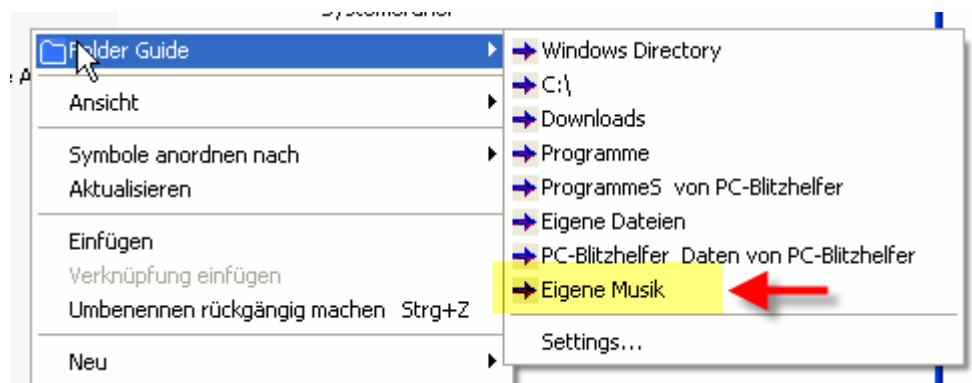 Folder Guide
Ansicht
Symbole anordnen nach
Aktualisieren
Einfügen
Verknüpfung einfügen
Umbenennen rückgängig machen Strg+Z
Neu
Windows Directory
C:\
Downloads
Programme
ProgrammeS von PC-Blitzhelfer
Eigene Dateien
PC-Blitzhelfer Daten von PC-Blitzhelfer
Eigene Musik
Settings...